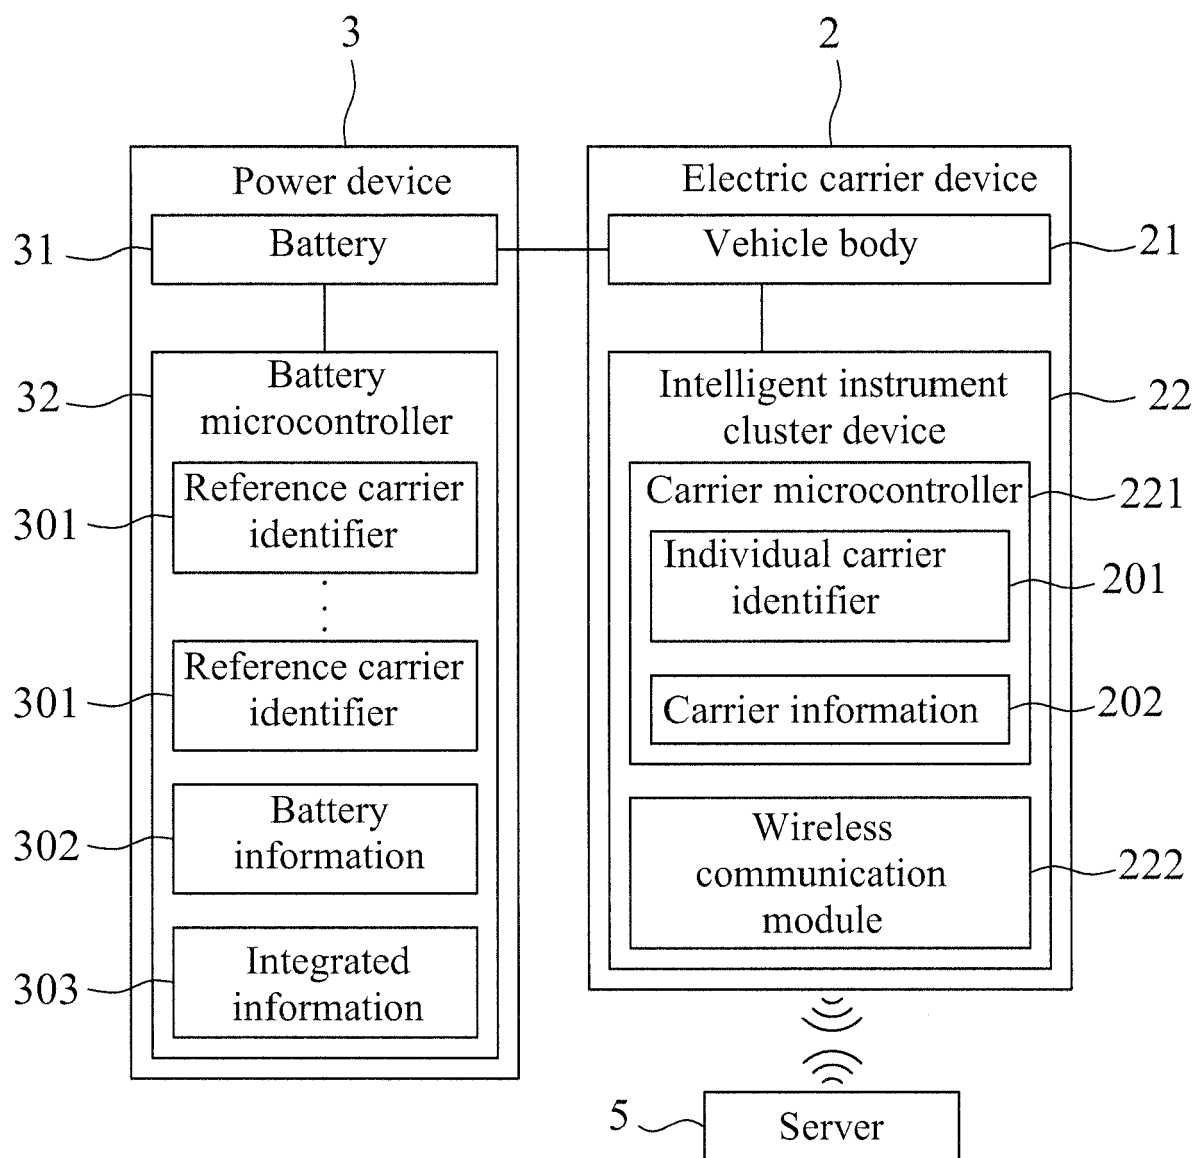 3
2
Power device
Electric carrier device
31
Battery
Vehicle body
21
32
Battery
microcontroller
Reference carrier
identifier
301
Reference carrier
identifier
301
Battery
information
302
Integrated
information
303
Intelligent instrument
cluster device
22
Carrier microcontroller
221
Individual carrier
identifier
201
Carrier information
202
Wireless
communication
module
222
5
Server